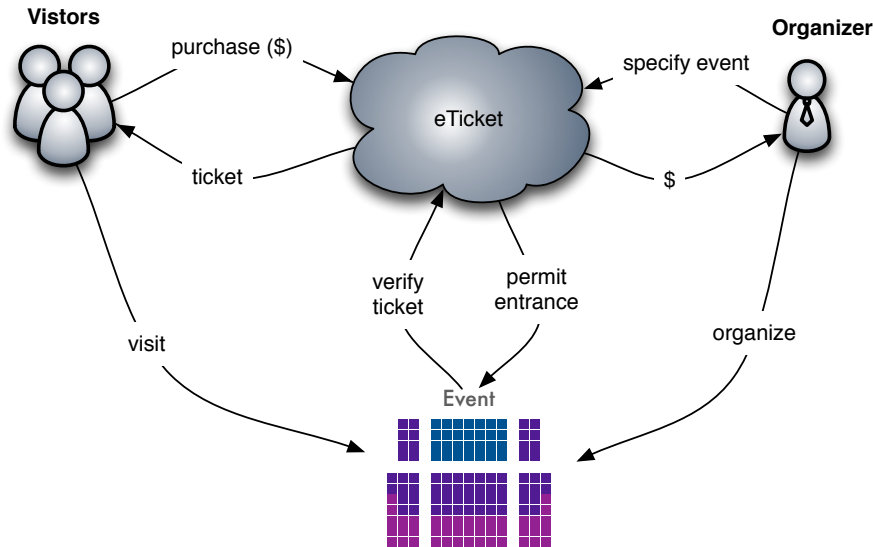 Vistors
Organizer
purchase ($)
specify event
eTicket
ticket
$
verify
ticket
permit
entrance
visit
organize
Event